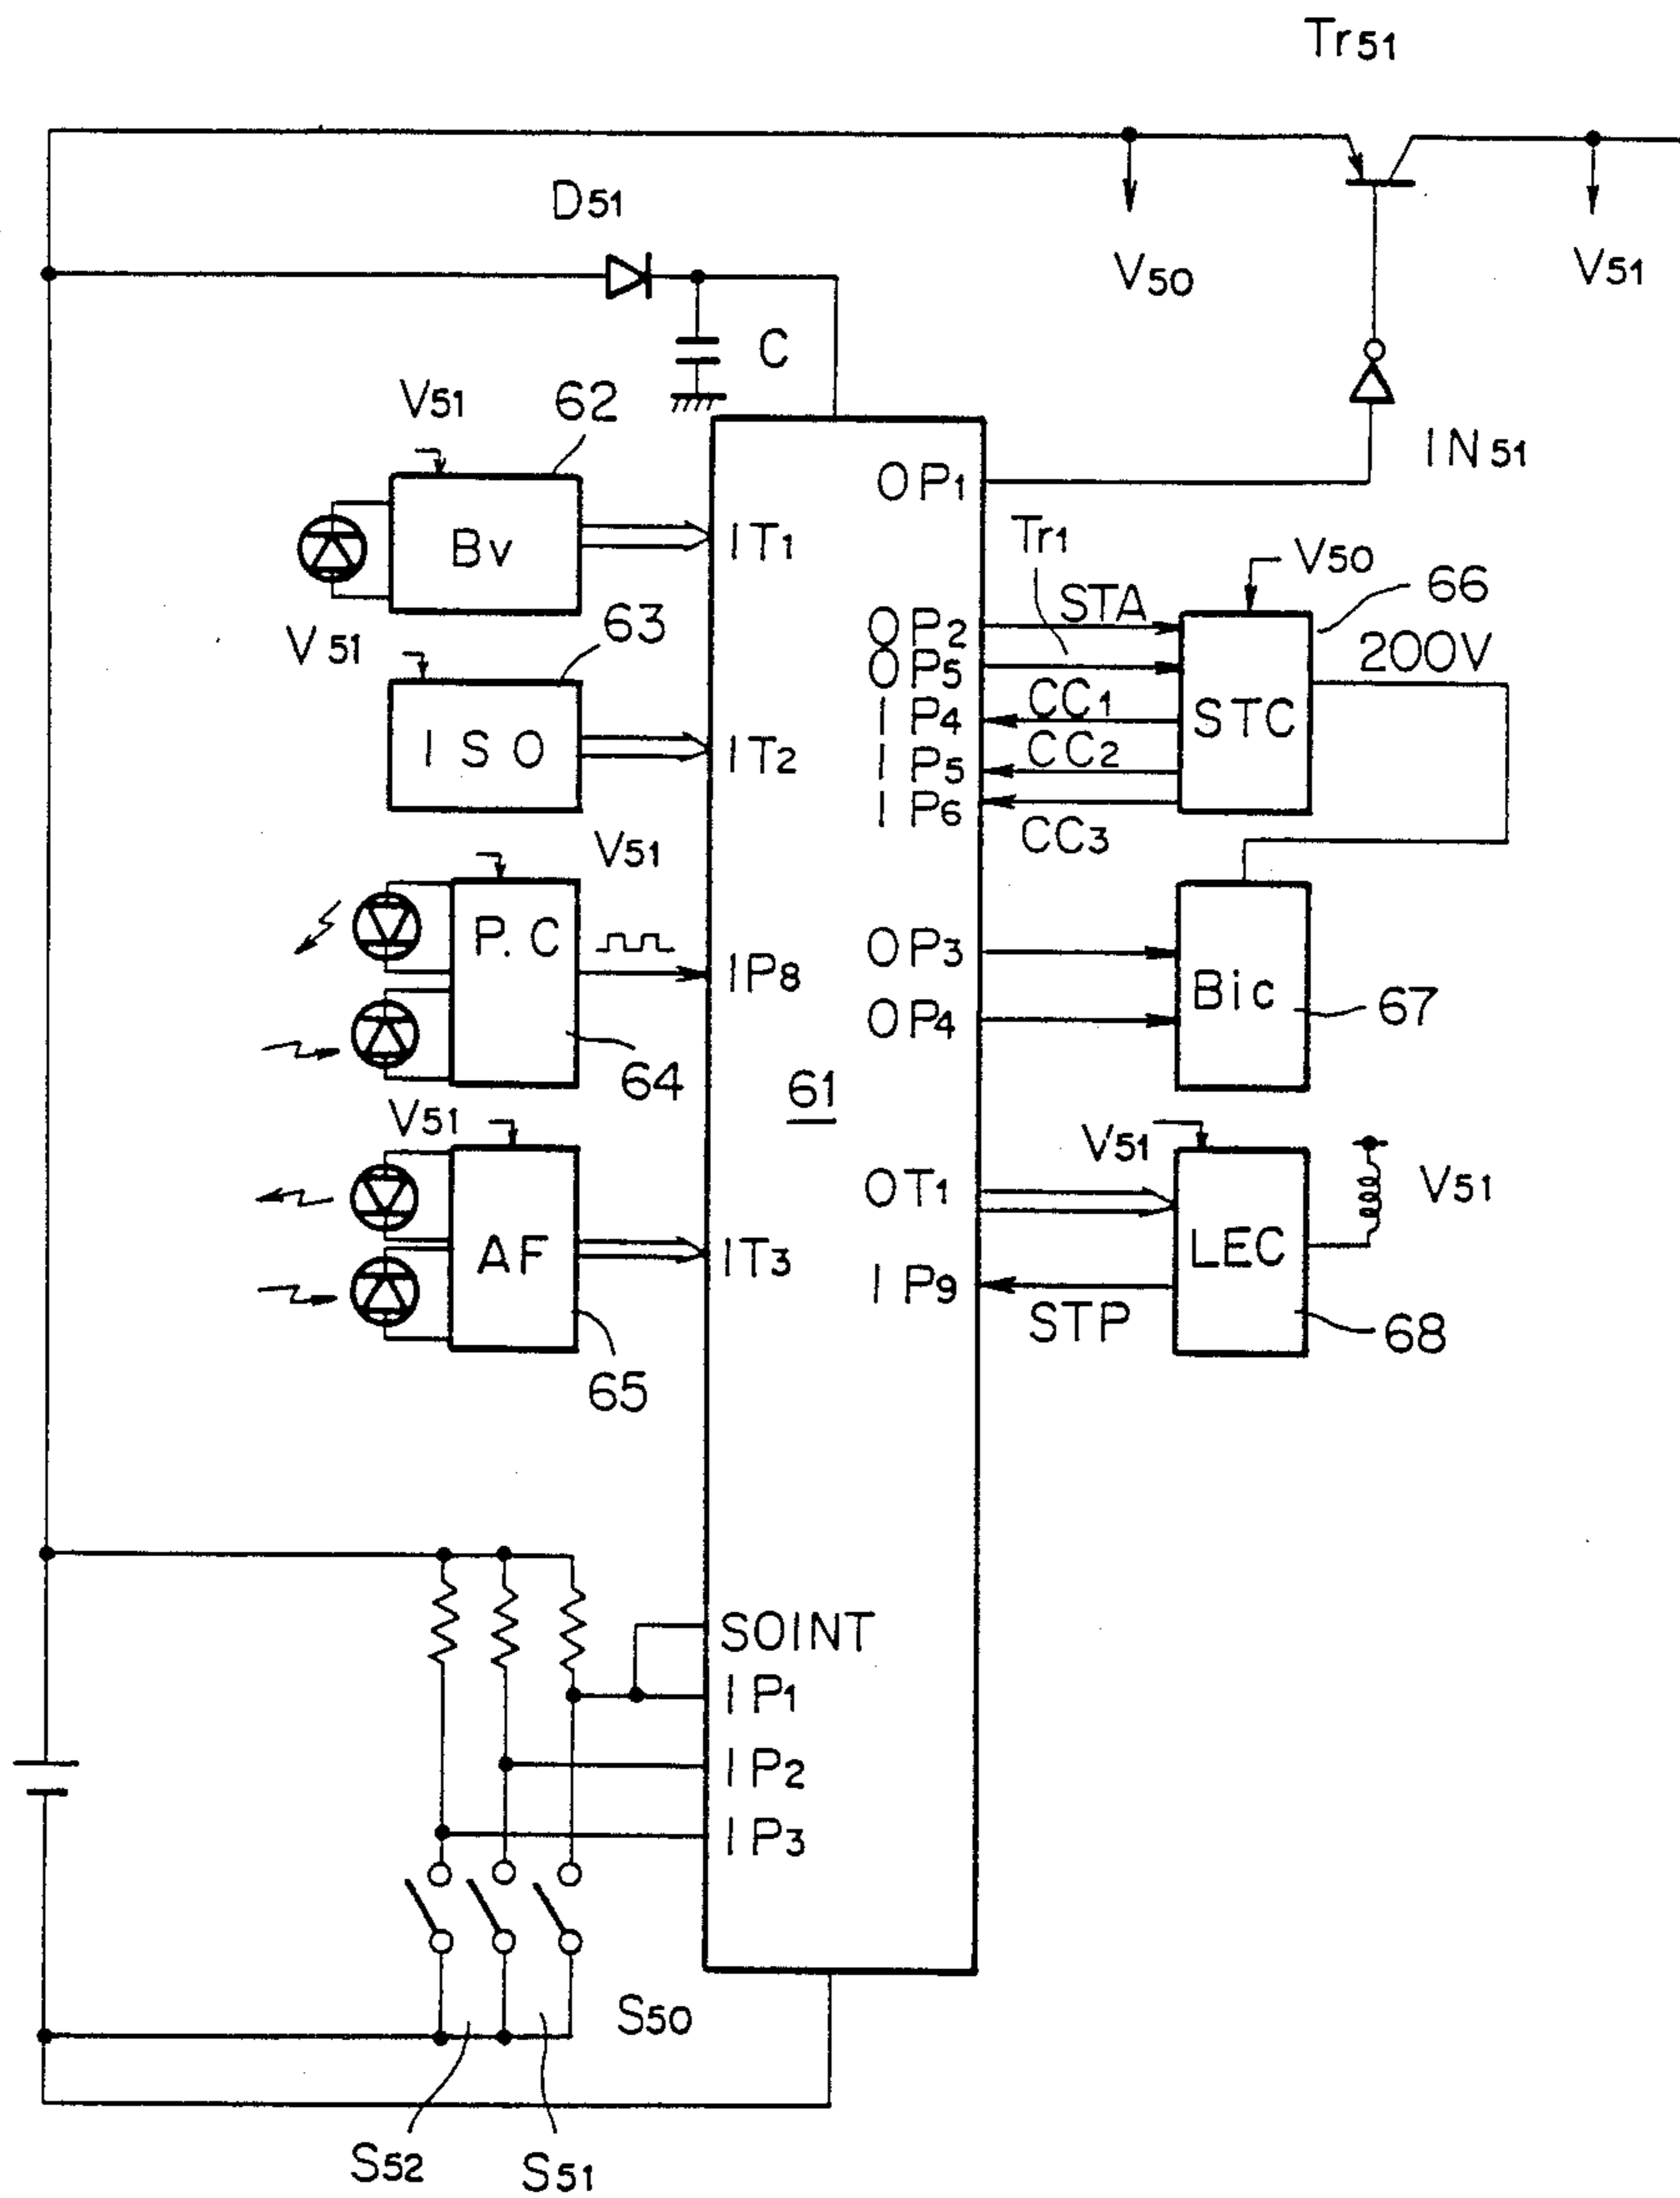 Tr51
D51
V50
V51
C
V51
62
IN51
OP1
Bv
IT1
Tr1
V50
66
STA
OP2
200V
V51
63
OP5
CC1
IP4
STC
ISO
IT2
CC2
IP5
IP6
CC3
V51
P.C
OP3
IP8
Bic
67
OP4
64
61
V51
V51
OT1
V51
AF
IT3
LEC
IP9
STP
68
65
SOINT
IP1
IP2
IP3
S50
S52
S51